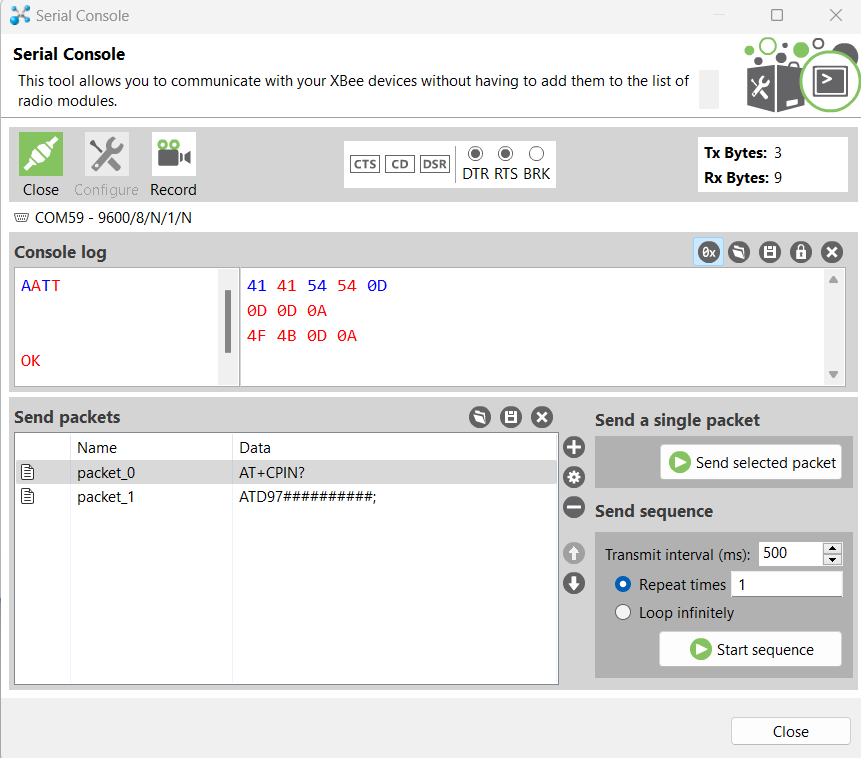 Serial Console
Serial Console
This tool allows you to communicate with your XBee devices without having to add them to the list of
radio modules.
Close
Configure
Record
CTS CD DSR
DTR RTS BRK
Tx Bytes: 3
Rx Bytes: 9
COM59 - 9600/8/N/1/N
Console log
0x
AATT
OK
41 41 54 54 0D
0D 0D 0A
4F 4B 0D 0A
Send packets
Name Data
packet_0 AT+CPIN?
packet_1 ATD97##########;
Send a single packet
Send selected packet
Send sequence
Transmit interval (ms): 500
Repeat times 1
Loop infinitely
Start sequence
Close